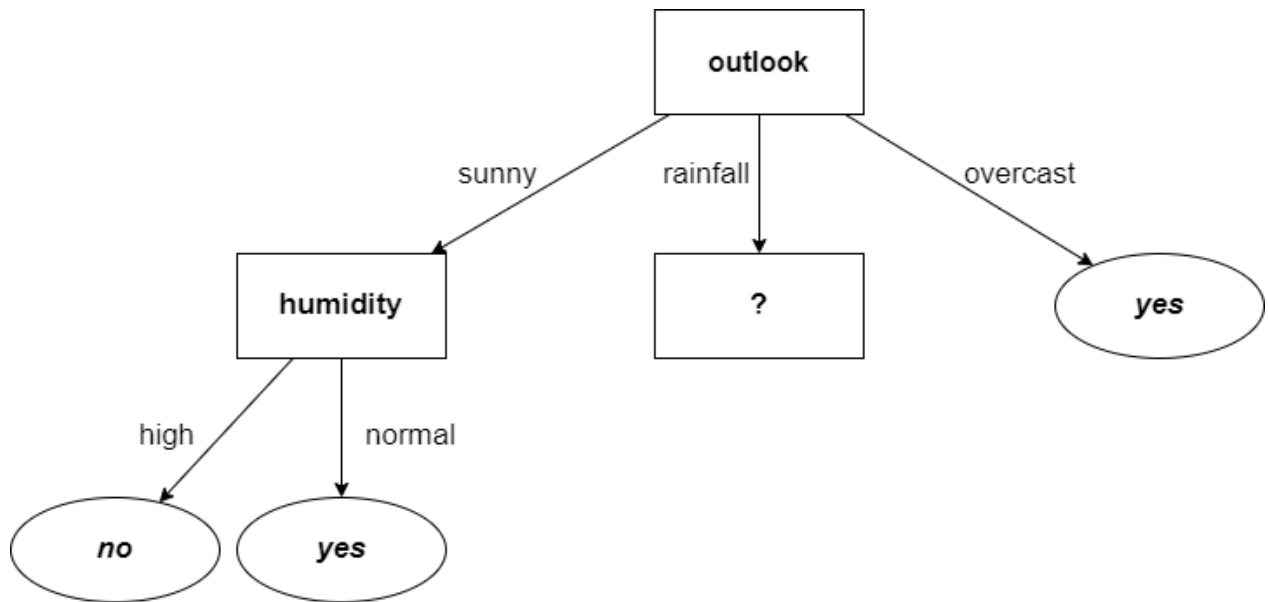 outlook
sunny
rainfall
overcast
humidity
?
yes
high
normal
no
yes